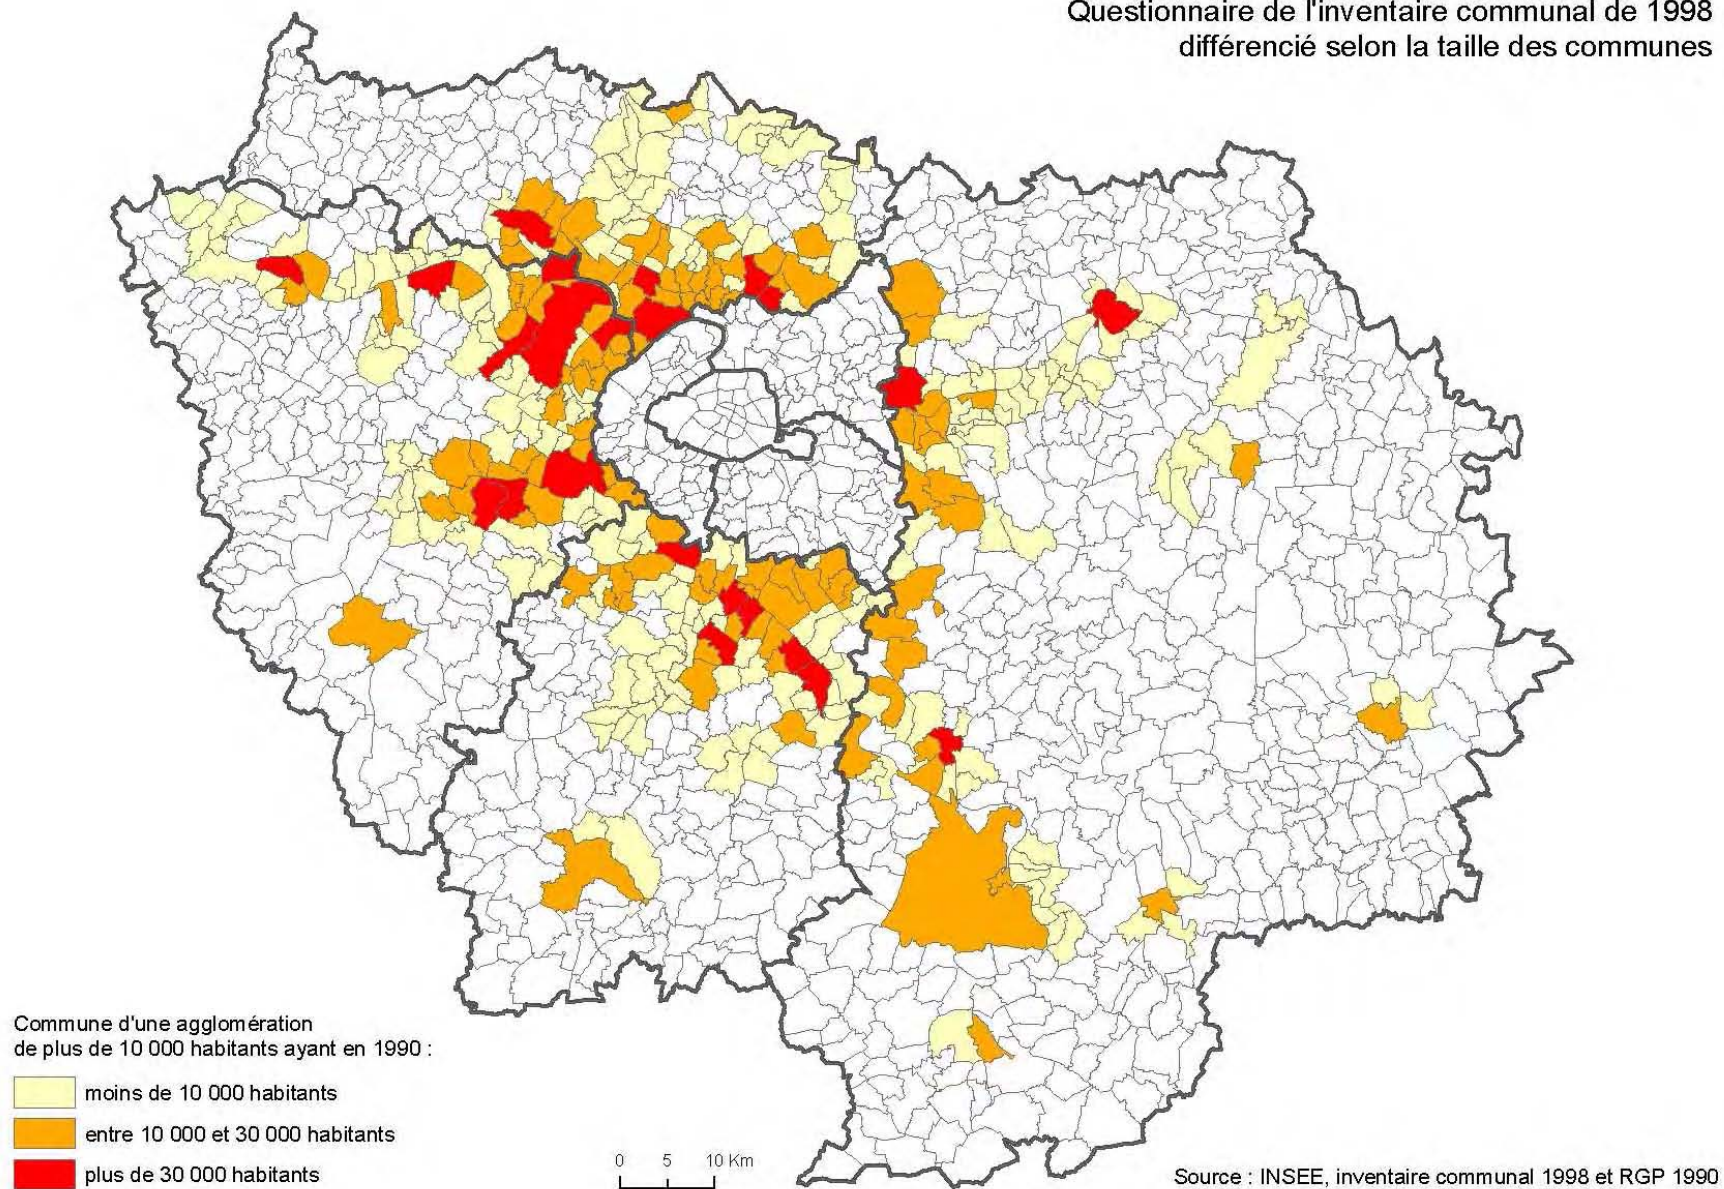 Questionnaire de l'inventaire communal de 1998
différencié selon la taille des communes
Commune d'une agglomération
de plus de 10 000 habitants ayant en 1990 :
moins de 10 000 habitants
entre 10 000 et 30 000 habitants
plus de 30 000 habitants
0 5 10 Km
Source : INSEE, inventaire communal 1998 et RGP 1990